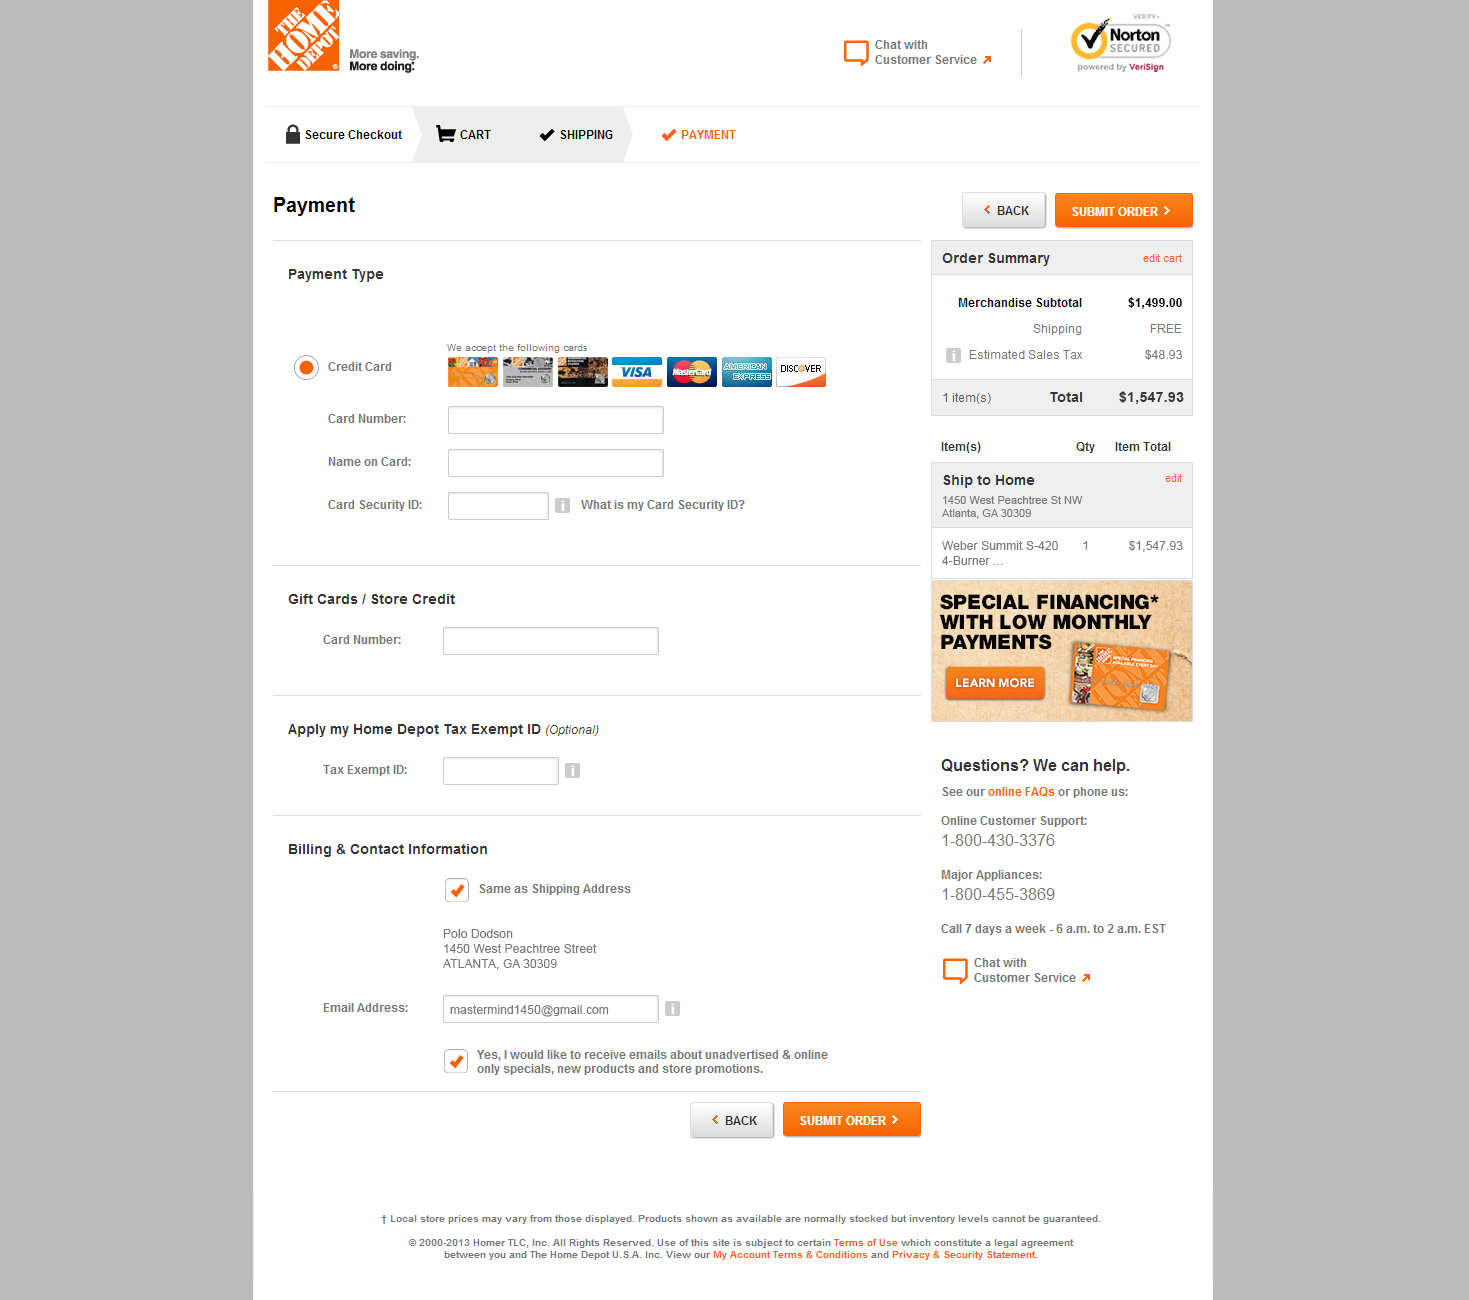 THE
HOME
DEPOT
More saving.
More doing.
Chat with
Customer Service
VERIFY
Norton
SECURED
powered by VeriSign
Secure Checkout
CART
SHIPPING
PAYMENT
Payment
BACK
SUBMIT ORDER
Payment Type
We accept the following cards
Credit Card
VISA
MasterCard
AMERICAN
EXPRESS
DISCOVER
Card Number:
Name on Card:
Card Security ID:
What is my Card Security ID?
Gift Cards / Store Credit
Card Number:
Apply my Home Depot Tax Exempt ID (Optional)
Tax Exempt ID:
Billing & Contact Information
Same as Shipping Address
Polo Dodson
1450 West Peachtree Street
ATLANTA, GA 30309
Email Address:
mastermind1450@gmail.com
Yes, I would like to receive emails about unadvertised & online
only specials, new products and store promotions.
BACK
SUBMIT ORDER
Order Summary
edit cart
Merchandise Subtotal $1,499.00
Shipping FREE
Estimated Sales Tax $48.93
1 item(s) Total $1,547.93
Item(s) Qty Item Total
Ship to Home
edit
1450 West Peachtree St NW
Atlanta, GA 30309
Weber Summit S-420 1 $1,547.93
4-Burner ...
SPECIAL FINANCING*
WITH LOW MONTHLY
PAYMENTS
LEARN MORE
SPECIAL FINANCING
AVAILABLE EVERY DAY
Questions? We can help.
See our online FAQs or phone us:
Online Customer Support:
1-800-430-3376
Major Appliances:
1-800-455-3869
Call 7 days a week - 6 a.m. to 2 a.m. EST
Chat with
Customer Service
† Local store prices may vary from those displayed. Products shown as available are normally stocked but inventory levels cannot be guaranteed.
© 2000-2013 Homer TLC, Inc. All Rights Reserved. Use of this site is subject to certain Terms of Use which constitute a legal agreement
between you and The Home Depot U.S.A. Inc. View our My Account Terms & Conditions and Privacy & Security Statement.